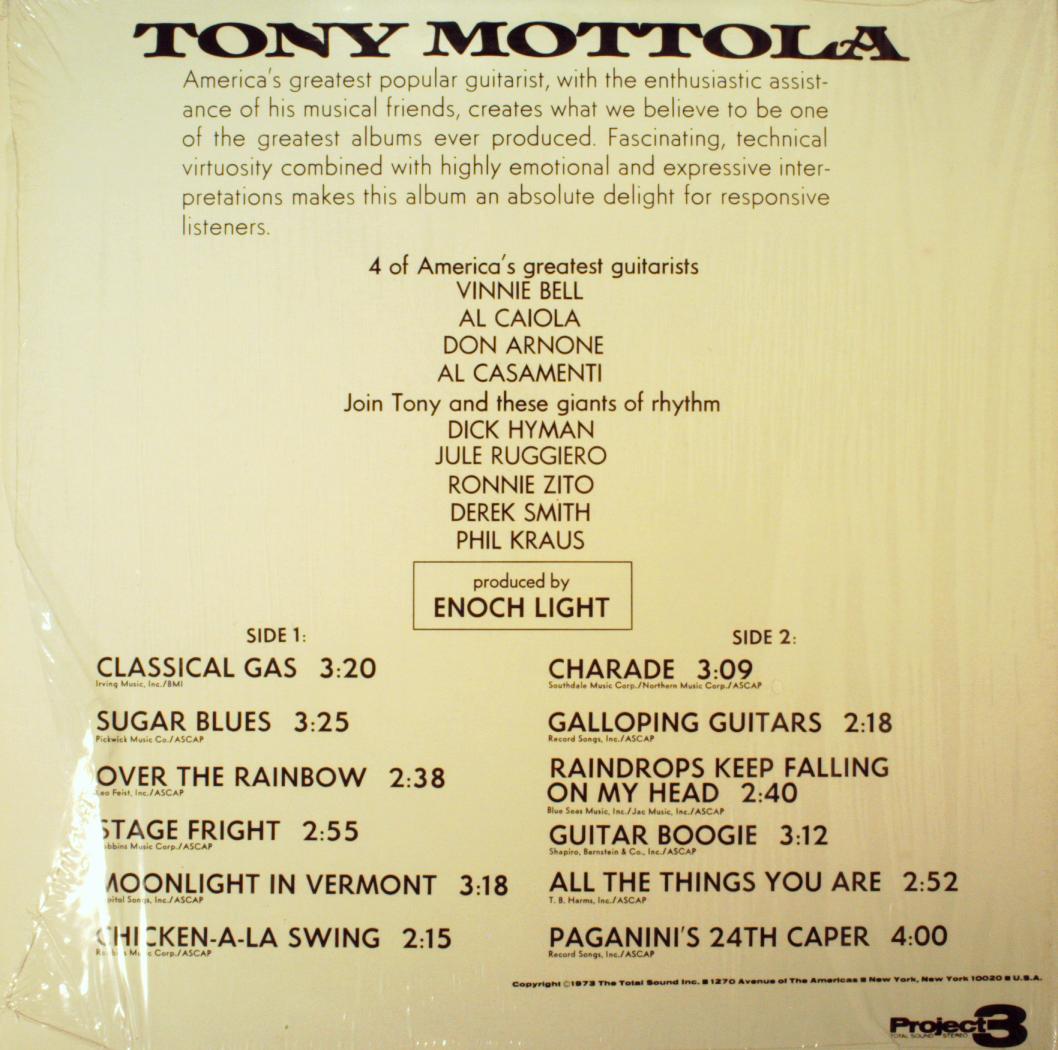 TONY MOTTOLA
America's greatest popular guitarist, with the enthusiastic assist-
ance of his musical friends, creates what we believe to be one
of the greatest albums ever produced. Fascinating, technical
virtuosity combined with highly emotional and expressive inter-
pretations makes this album an absolute delight for responsive
listeners.
4 of America's greatest guitarists
VINNIE BELL
AL CAIOLA
DON ARNONE
AL CASAMENTI
Join Tony and these giants of rhythm
DICK HYMAN
JULE RUGGIERO
RONNIE ZITO
DEREK SMITH
PHIL KRAUS
produced by
ENOCH LIGHT
SIDE 1:
CLASSICAL GAS 3:20
Irving Music, Inc./BMI
SUGAR BLUES 3:25
Pickwick Music Co./ASCAP
OVER THE RAINBOW 2:38
Leo Feist, Inc./ASCAP
STAGE FRIGHT 2:55
Robbins Music Corp./ASCAP
MOONLIGHT IN VERMONT 3:18
Capitol Songs, Inc./ASCAP
CHICKEN-A-LA SWING 2:15
Robbins Music Corp./ASCAP
SIDE 2:
CHARADE 3:09
Southdale Music Corp./Northern Music Corp./ASCAP
GALLOPING GUITARS 2:18
Record Songs, Inc./ASCAP
RAINDROPS KEEP FALLING
ON MY HEAD 2:40
Blue Seas Music, Inc./Jac Music, Inc./ASCAP
GUITAR BOOGIE 3:12
Shapiro, Bernstein & Co., Inc./ASCAP
ALL THE THINGS YOU ARE 2:52
T. B. Harms, Inc./ASCAP
PAGANINI'S 24TH CAPER 4:00
Record Songs, Inc./ASCAP
Copyright ©1973 The Total Sound Inc. ■ 1270 Avenue of The Americas ■ New York, New York 10020 ■ U.S.A.
Project 3
TOTAL SOUND STEREO